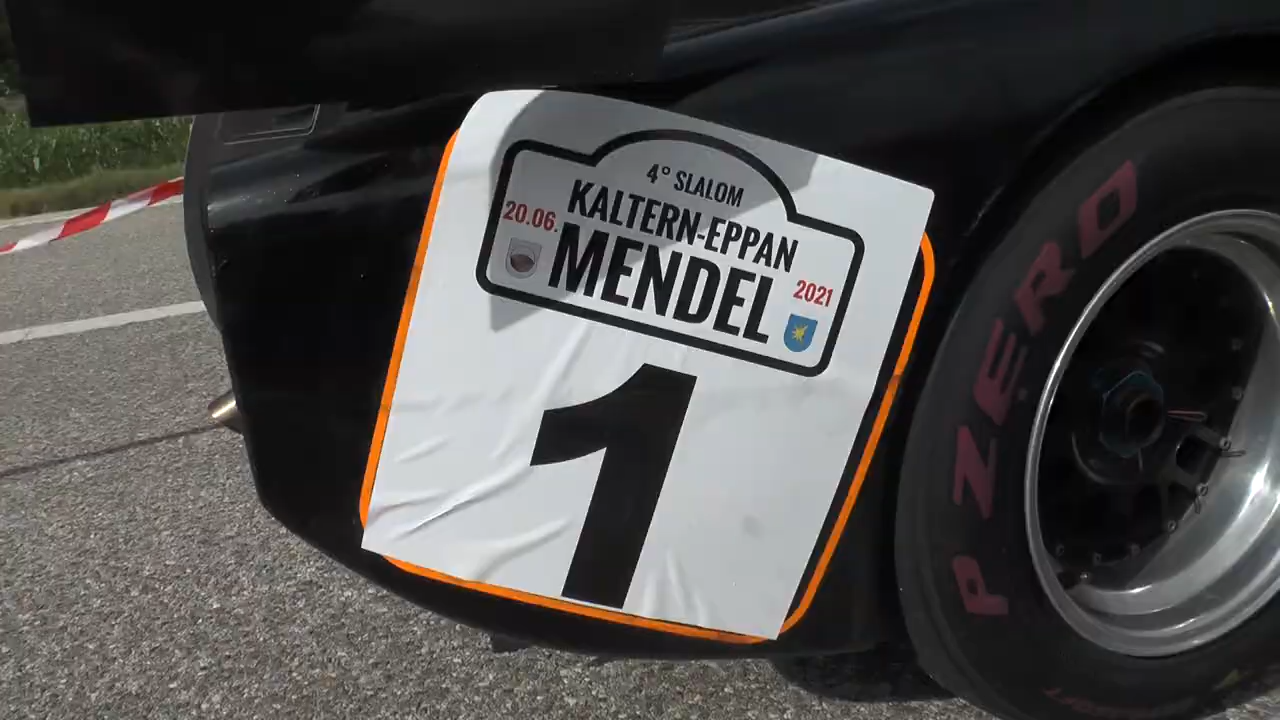 4° SLALOM
20.06.
KALTERN-EPPAN
MENDEL
2021
1
P ZERO